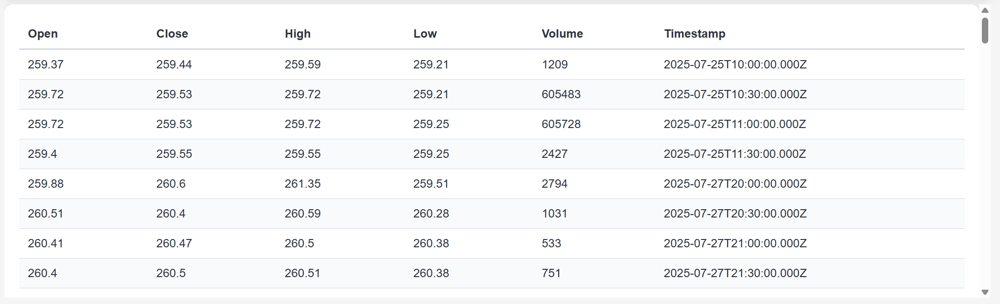 Open Close High Low Volume Timestamp
259.37 259.44 259.59 259.21 1209 2025-07-25T10:00:00.000Z
259.72 259.53 259.72 259.21 605483 2025-07-25T10:30:00.000Z
259.72 259.53 259.72 259.25 605728 2025-07-25T11:00:00.000Z
259.4 259.55 259.55 259.25 2427 2025-07-25T11:30:00.000Z
259.88 260.6 261.35 259.51 2794 2025-07-27T20:00:00.000Z
260.51 260.4 260.59 260.28 1031 2025-07-27T20:30:00.000Z
260.41 260.47 260.5 260.38 533 2025-07-27T21:00:00.000Z
260.4 260.5 260.51 260.38 751 2025-07-27T21:30:00.000Z